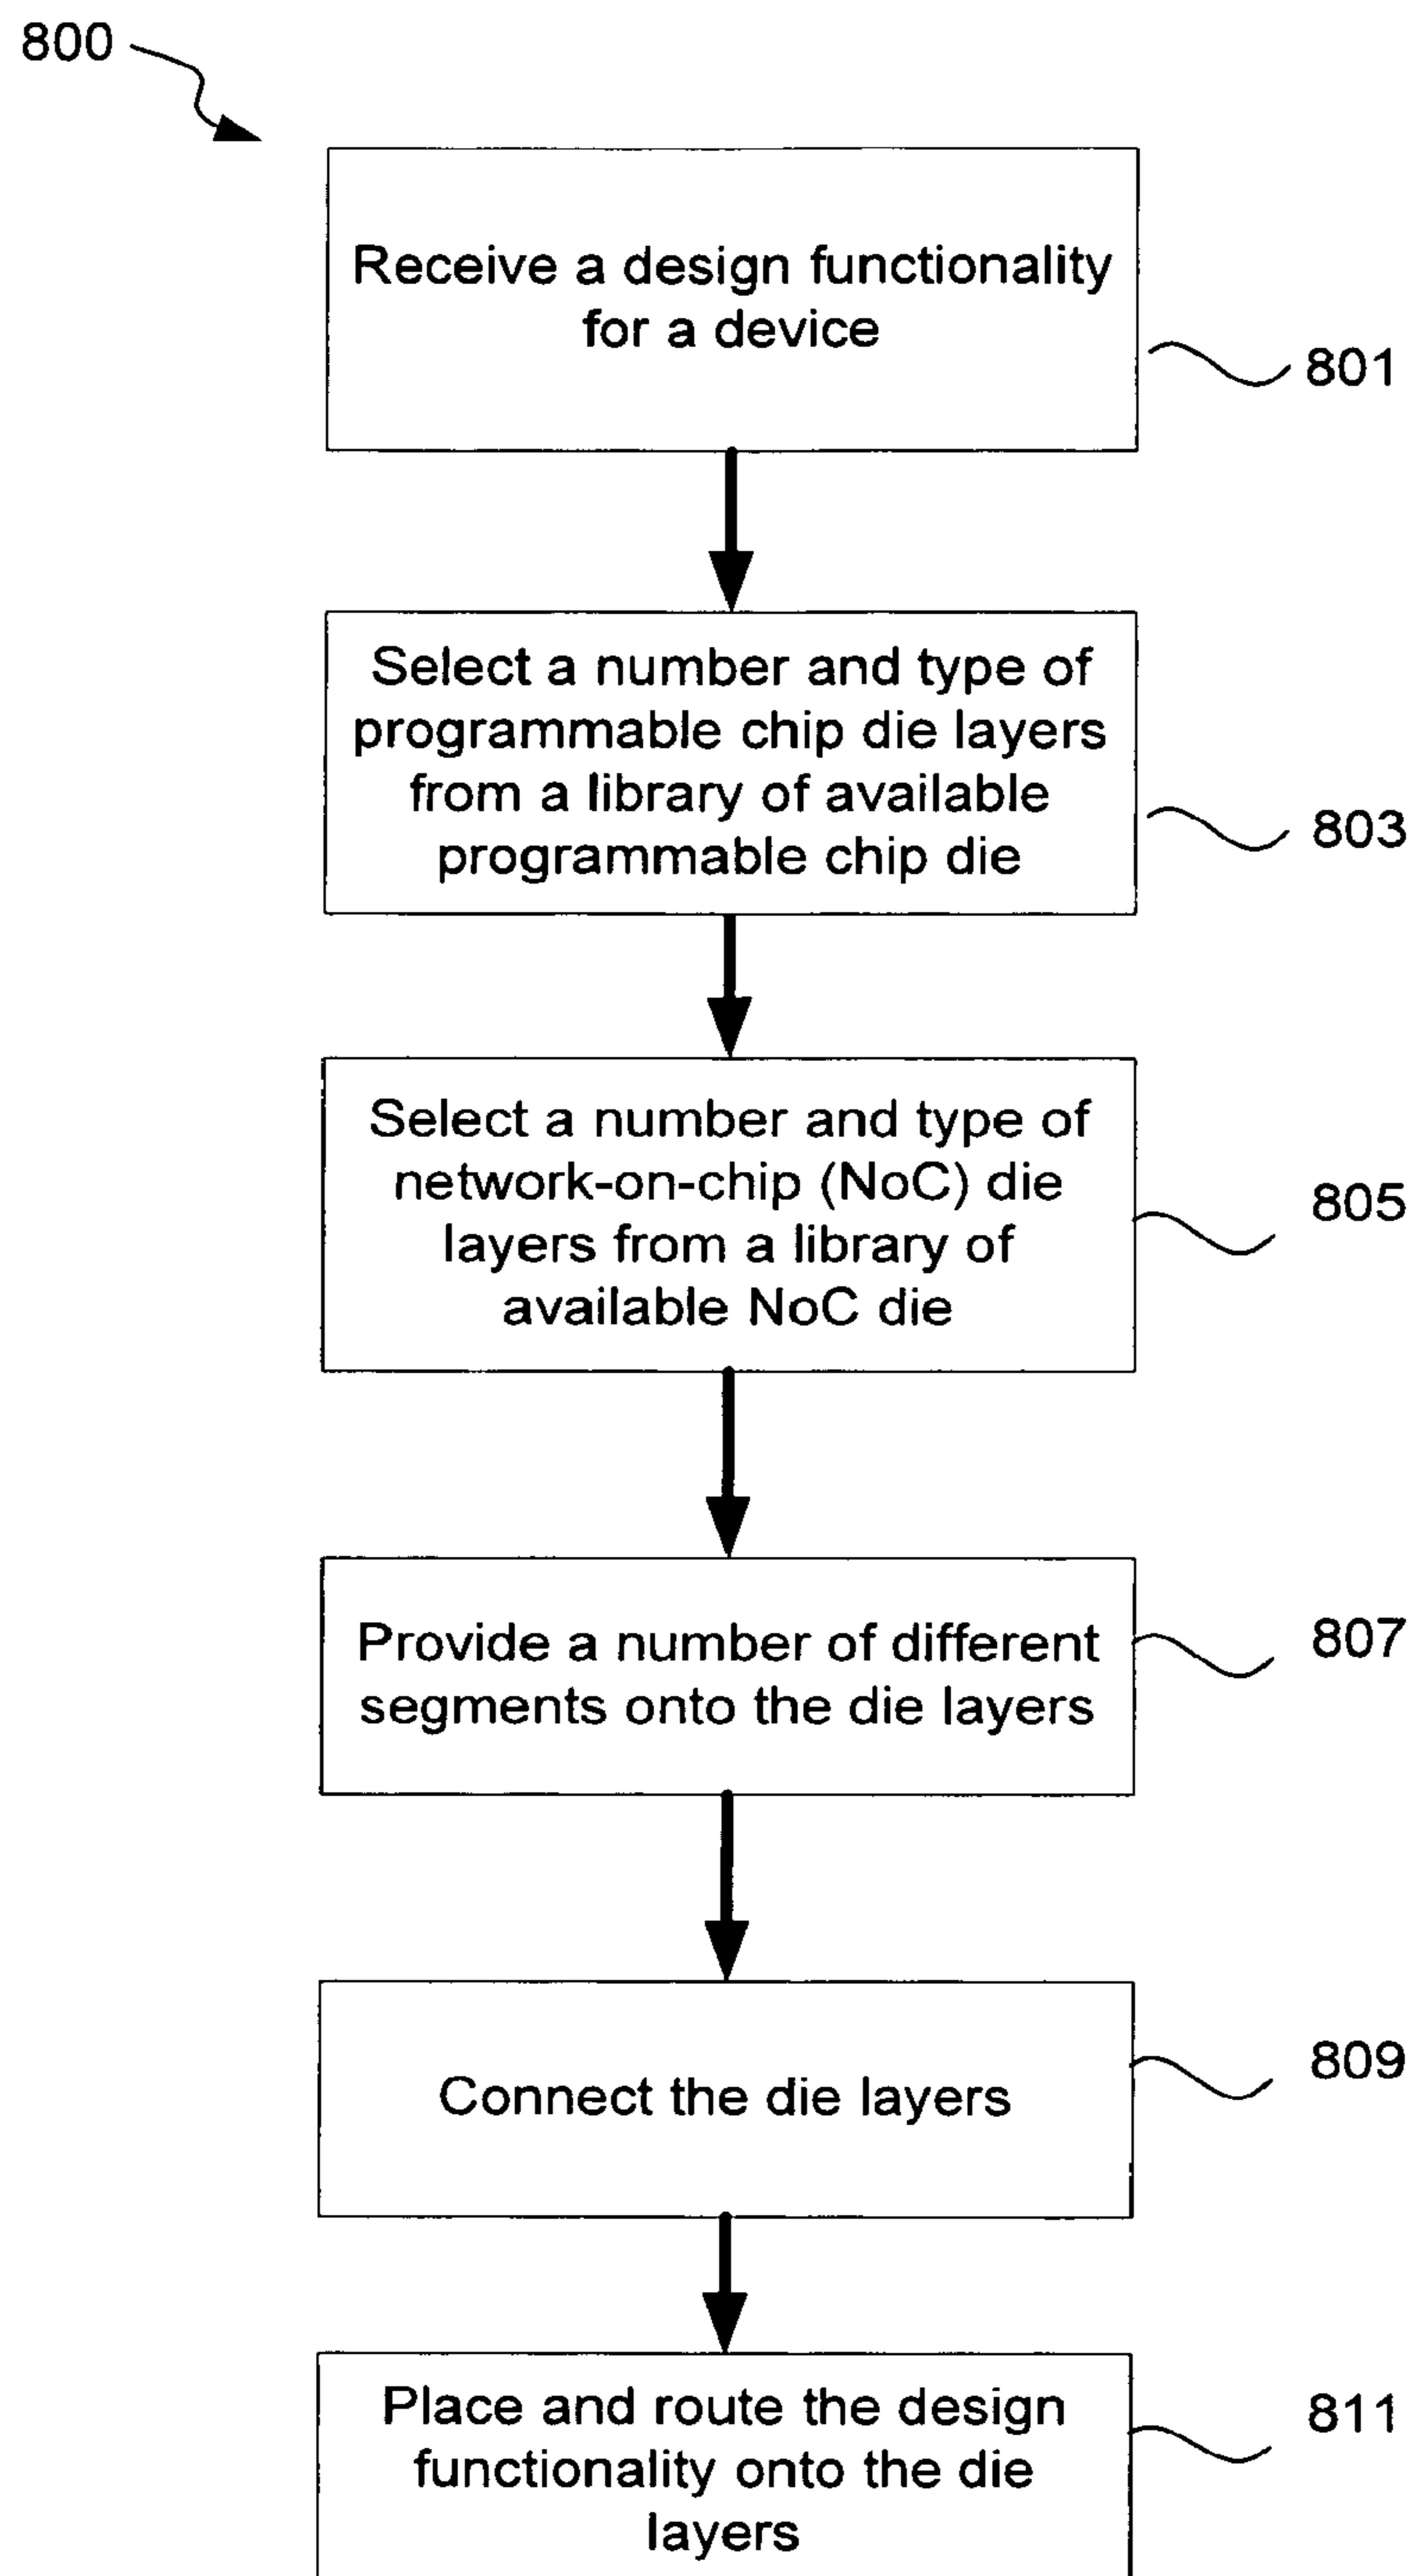 800
Receive a design functionality
for a device
801
Select a number and type of
programmable chip die layers
from a library of available
programmable chip die
803
Select a number and type of
network-on-chip (NoC) die
layers from a library of
available NoC die
805
Provide a number of different
segments onto the die layers
807
Connect the die layers
809
Place and route the design
functionality onto the die
layers
811